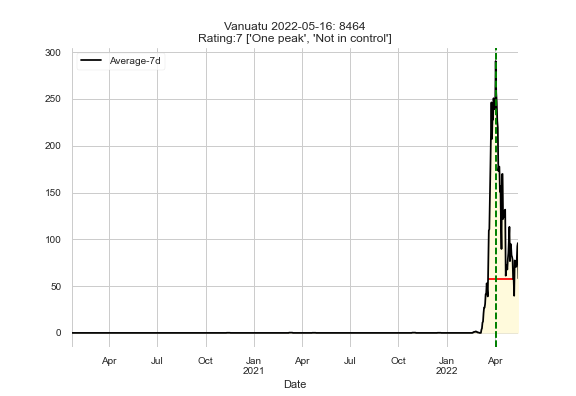 Vanuatu 2022-05-16: 8464
Rating:7 ['One peak', 'Not in control']
Average-7d
300
250
200
150
100
50
0
Apr Jul Oct Jan Apr Jul Oct Jan Apr
2021 2022
Date